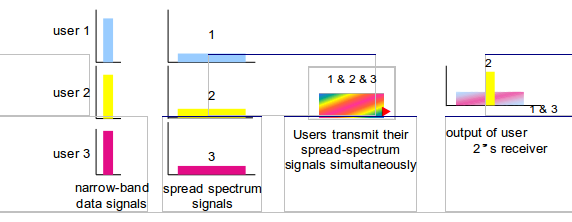 user 1
1
user 2
2
1 & 2 & 3
2
1 & 3
user 3
3
narrow-band
data signals
spread spectrum
signals
Users transmit their
spread-spectrum
signals simultaneously
output of user
2"s receiver